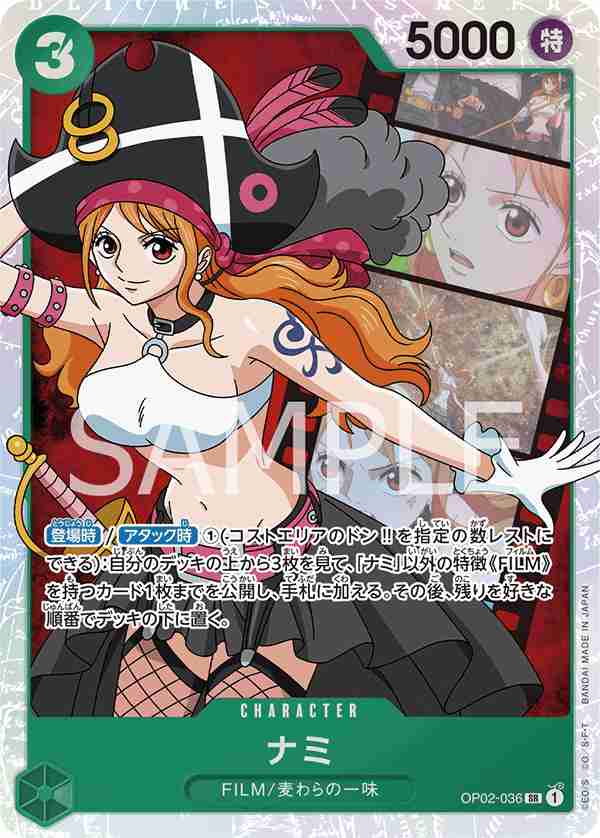 3
5000 特
SAMPLE
登場時 / アタック時 ①(コストエリアのドン!!を指定の数レストに
できる):自分のデッキの上から3枚を見て、「ナミ」以外の特徴《FILM》
を持つカード1枚までを公開し、手札に加える。その後、残りを好きな
順番でデッキの下に置く。
CHARACTER
ナミ
FILM/麦わらの一味
OP02-036 SR 1
©E.O/S ©O,S-F-T BANDAI MADE IN JAPAN